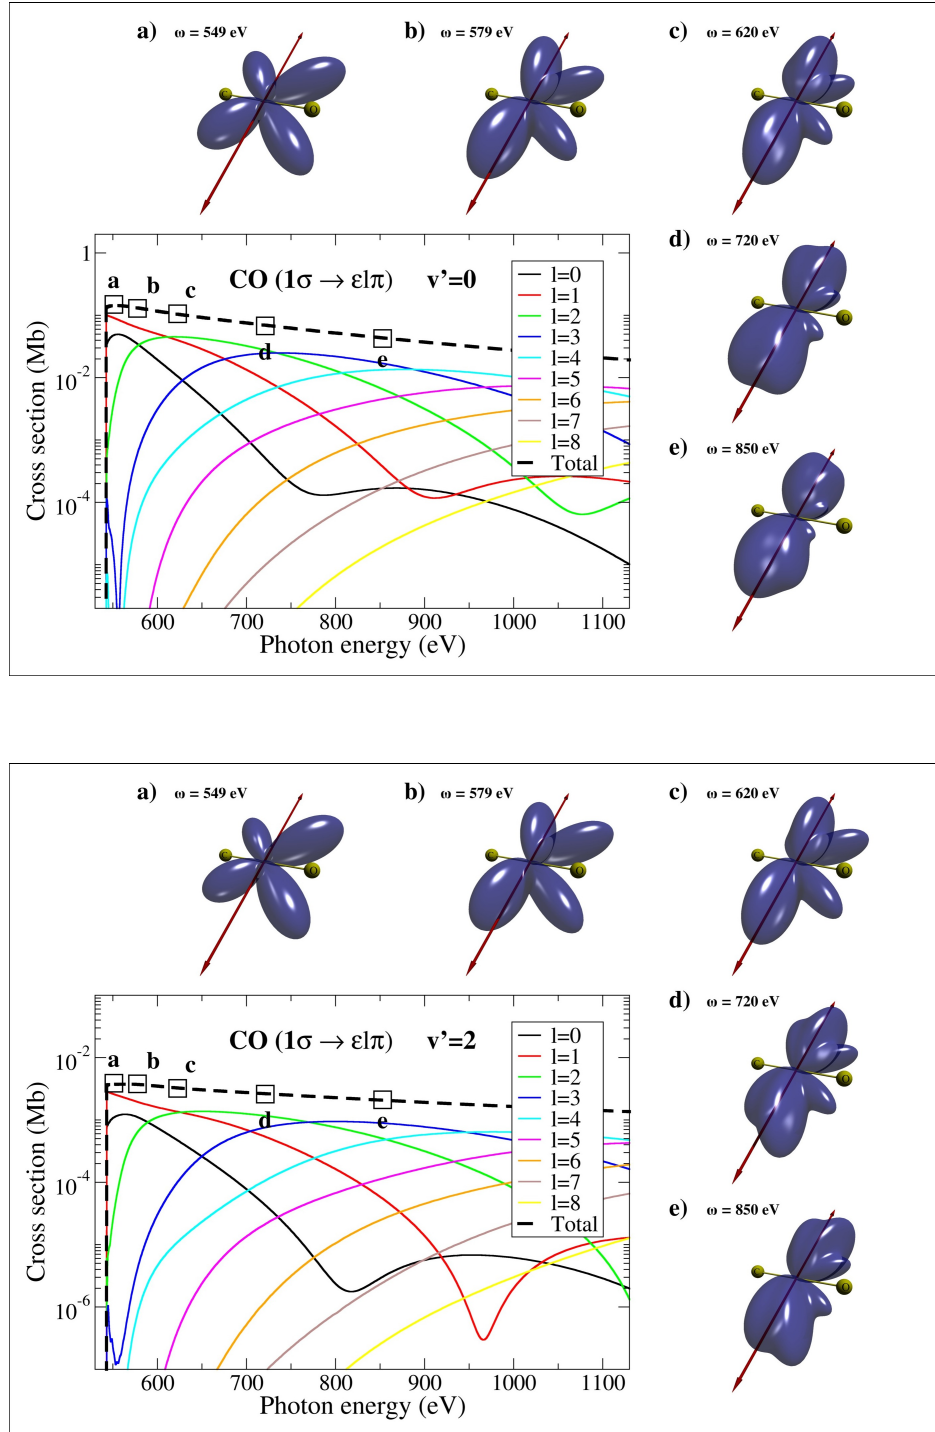 a) ω = 549 eV
b) ω = 579 eV
c) ω = 620 eV
C O
C O
C O
d) ω = 720 eV
C O
e) ω = 850 eV
C O
CO (1σ → εlπ) v'=0
a b c
d e
l=0
l=1
l=2
l=3
l=4
l=5
l=6
l=7
l=8
Total
Cross section (Mb)
1
10-2
10-4
600 700 800 900 1000 1100
Photon energy (eV)
a) ω = 549 eV
b) ω = 579 eV
c) ω = 620 eV
C O
C O
C O
d) ω = 720 eV
C O
e) ω = 850 eV
C O
CO (1σ → εlπ) v'=2
a b c
d e
l=0
l=1
l=2
l=3
l=4
l=5
l=6
l=7
l=8
Total
Cross section (Mb)
10-2
10-4
10-6
600 700 800 900 1000 1100
Photon energy (eV)